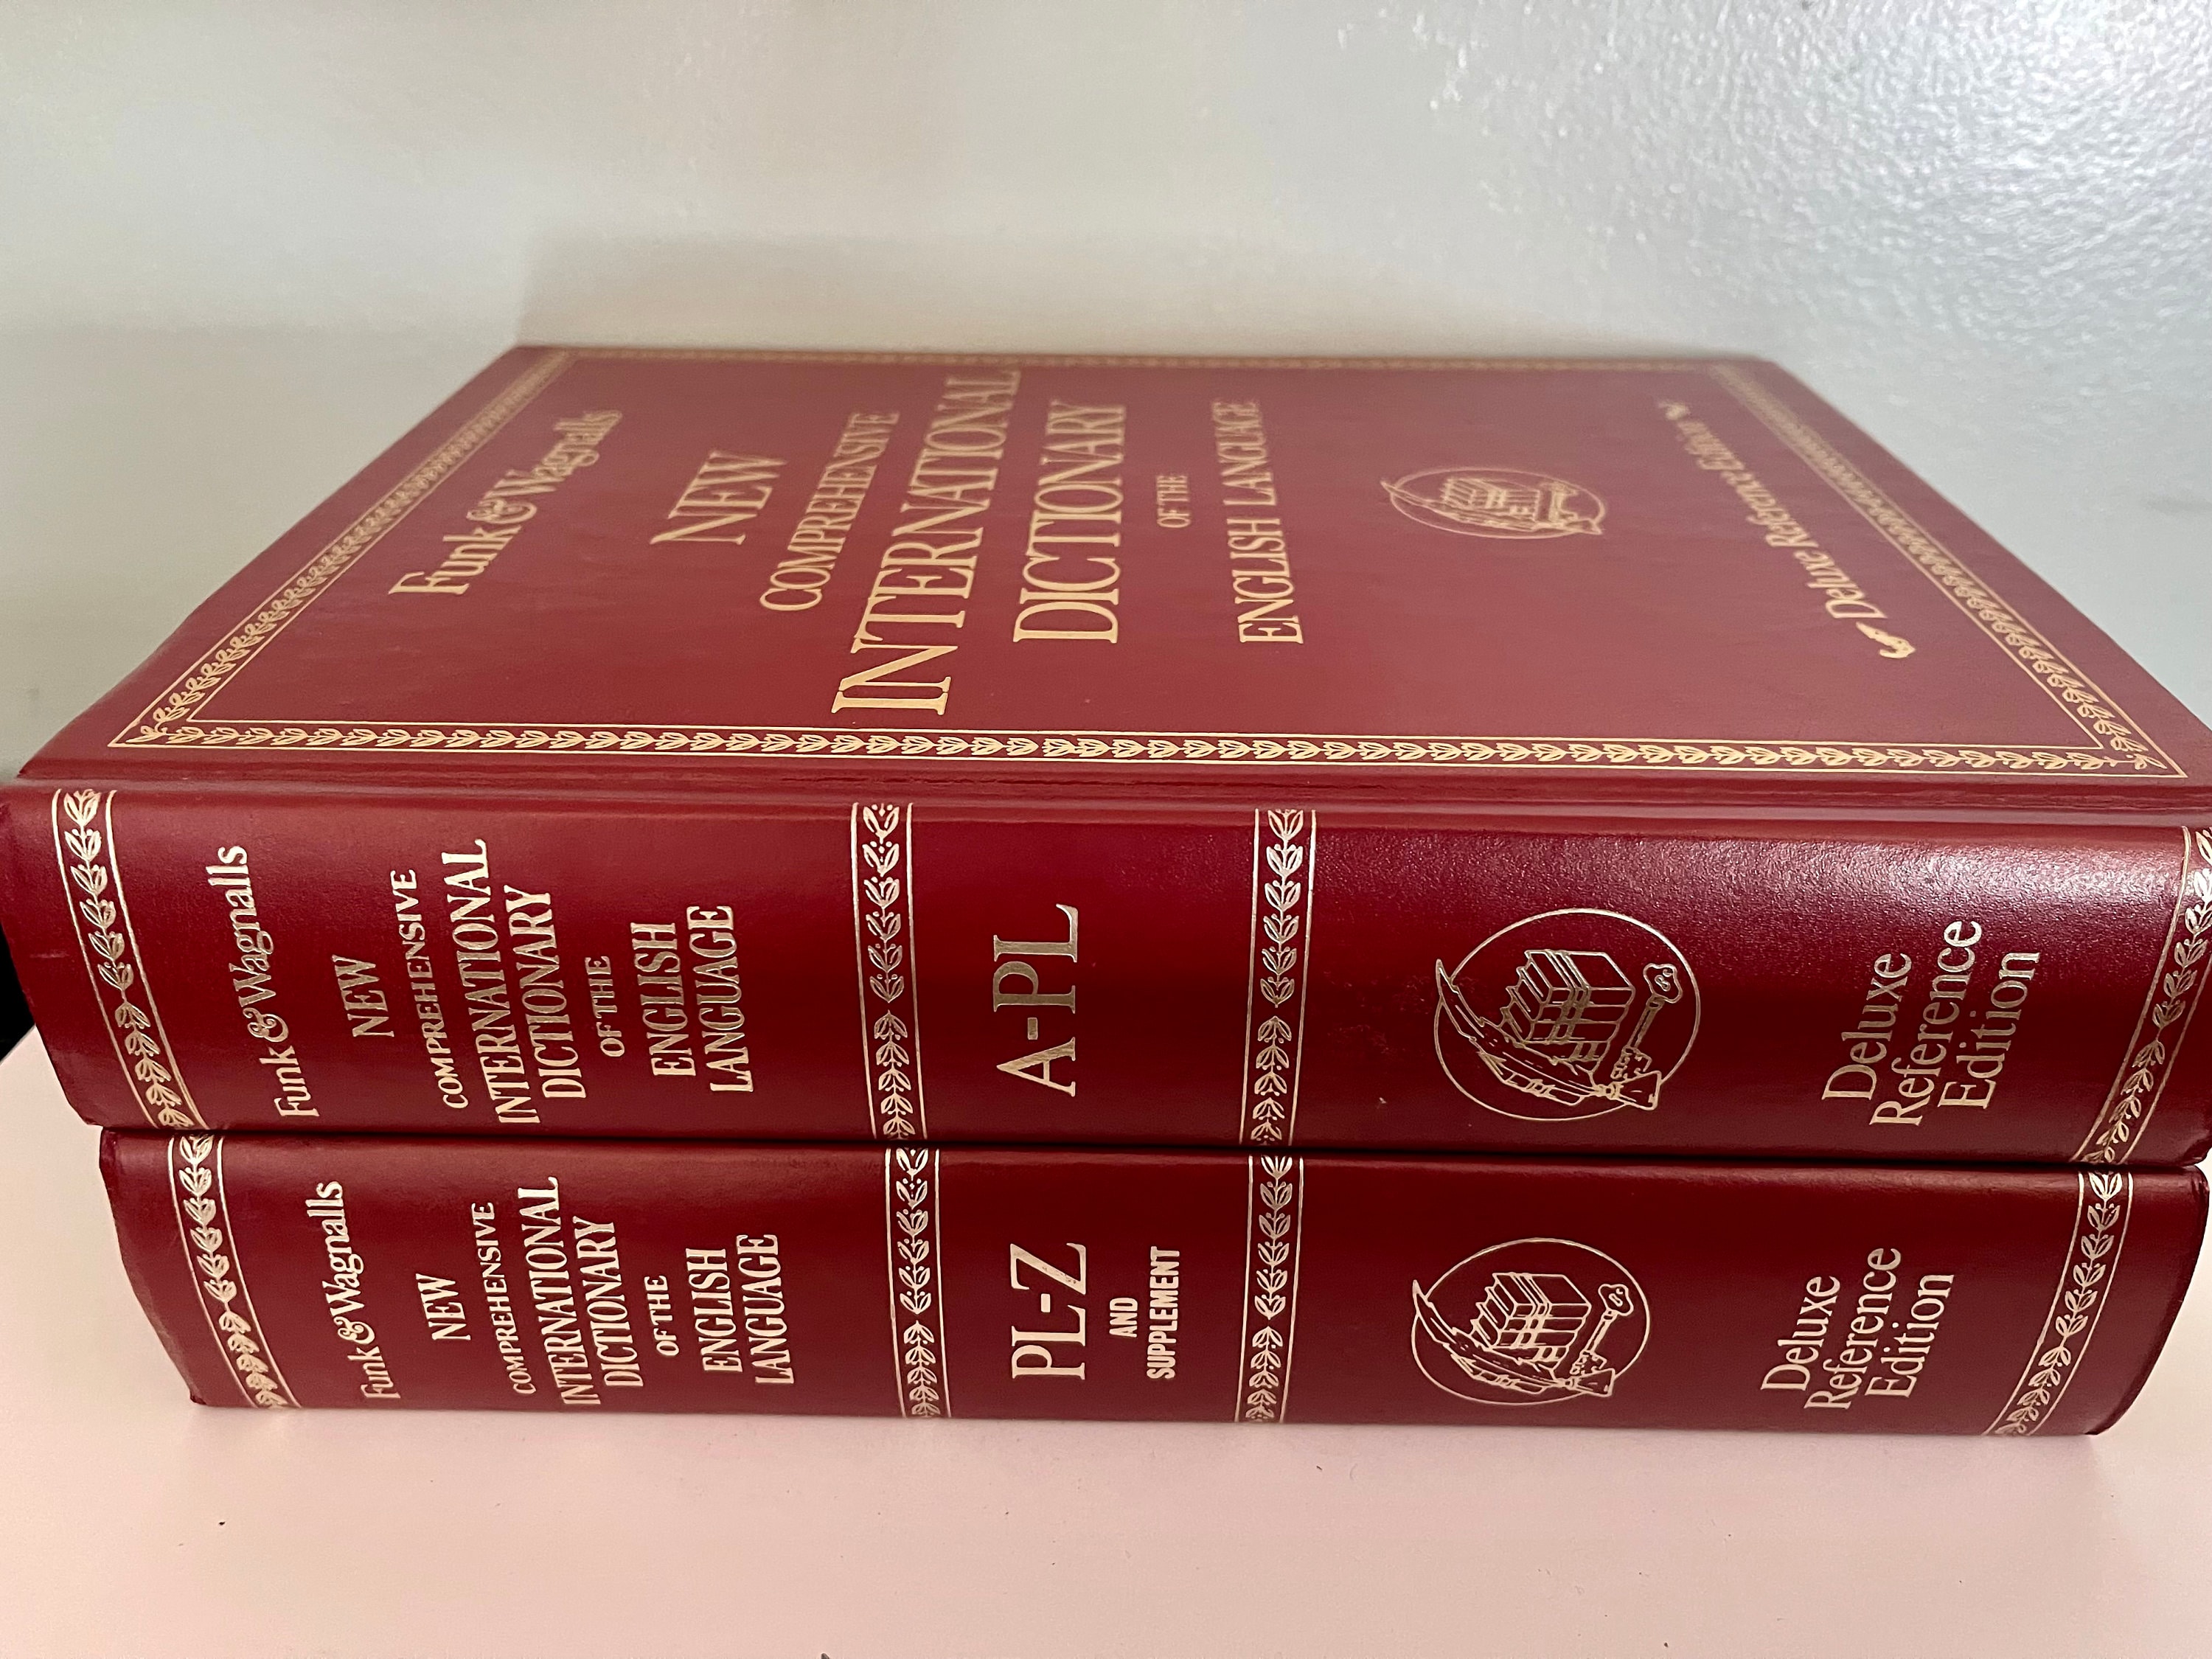 Funk & Wagnalls
NEW
COMPREHENSIVE
INTERNATIONAL
DICTIONARY
OF THE
ENGLISH LANGUAGE
Deluxe Reference Edition
Funk & Wagnalls
NEW
COMPREHENSIVE
INTERNATIONAL
DICTIONARY
OF THE
ENGLISH
LANGUAGE
A-PL
Deluxe
Reference
Edition
Funk & Wagnalls
NEW
COMPREHENSIVE
INTERNATIONAL
DICTIONARY
OF THE
ENGLISH
LANGUAGE
PL-Z
AND
SUPPLEMENT
Deluxe
Reference
Edition